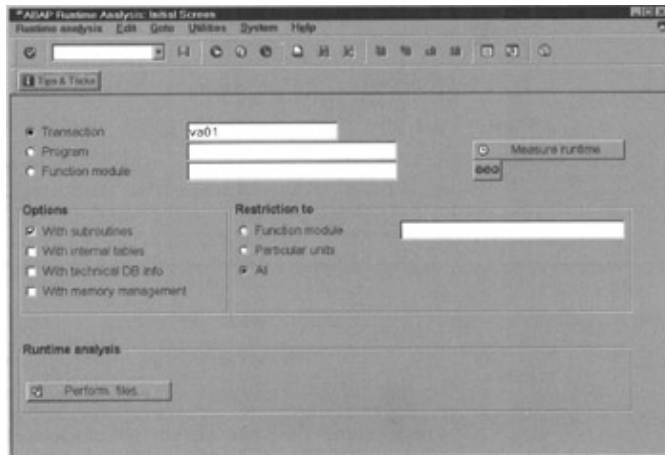 *ABAP Runtime Analysis: Initial Screen
Runtime analysis Edit Goto Utilities System Help
Tips & Tricks
Transaction va01
Program Measure runtime
Function module
Options Restriction to
With subroutines Function module
With internal tables Particular units
With technical DB info All
With memory management
Runtime analysis
Perform. files